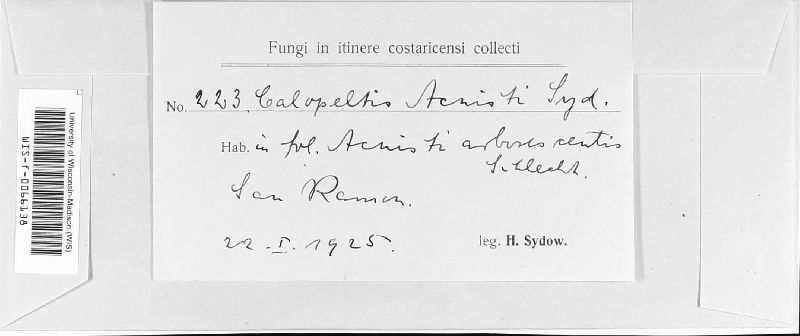 Fungi in itinere costaricensi collecti
No. 223. Calopeltis Acnisti Syd.
Hab. in fol. Acnisti arborescentis
Schlecht.
San Ramon.
22. I. 1925.
leg. H. Sydow.
University of Wisconsin-Madison (WIS)
WIS-f-0066138